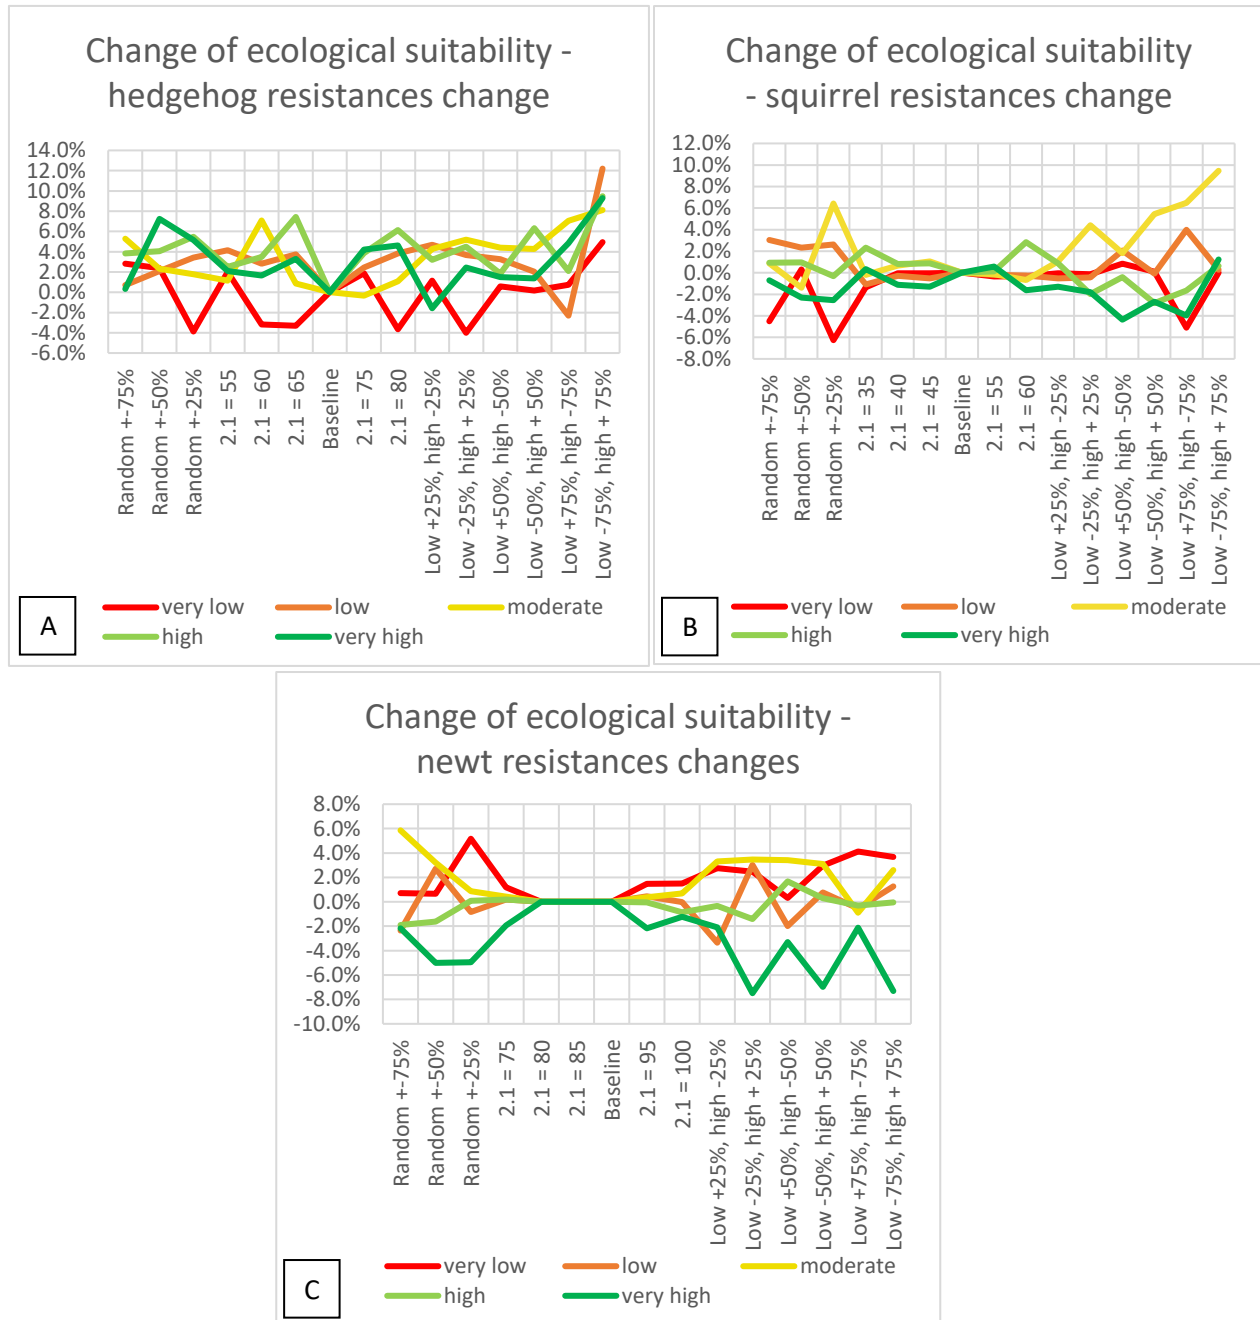 Change of ecological suitability -
hedgehog resistances change
14.0%
12.0%
10.0%
8.0%
6.0%
4.0%
2.0%
0.0%
-2.0%
-4.0%
-6.0%
Random +-75%
Random +-50%
Random +-25%
2.1 = 55
2.1 = 60
2.1 = 65
Baseline
2.1 = 75
2.1 = 80
Low +25%, high -25%
Low -25%, high + 25%
Low +50%, high -50%
Low -50%, high + 50%
Low +75%, high -75%
Low -75%, high + 75%
very low
low
moderate
high
very high
A
Change of ecological suitability
- squirrel resistances change
12.0%
10.0%
8.0%
6.0%
4.0%
2.0%
0.0%
-2.0%
-4.0%
-6.0%
-8.0%
Random +-75%
Random +-50%
Random +-25%
2.1 = 35
2.1 = 40
2.1 = 45
Baseline
2.1 = 55
2.1 = 60
Low +25%, high -25%
Low -25%, high + 25%
Low +50%, high -50%
Low -50%, high + 50%
Low +75%, high -75%
Low -75%, high + 75%
very low
low
moderate
high
very high
B
Change of ecological suitability -
newt resistances changes
8.0%
6.0%
4.0%
2.0%
0.0%
-2.0%
-4.0%
-6.0%
-8.0%
-10.0%
Random +-75%
Random +-50%
Random +-25%
2.1 = 75
2.1 = 80
2.1 = 85
Baseline
2.1 = 95
2.1 = 100
Low +25%, high -25%
Low -25%, high + 25%
Low +50%, high -50%
Low -50%, high + 50%
Low +75%, high -75%
Low -75%, high + 75%
very low
low
moderate
high
very high
C